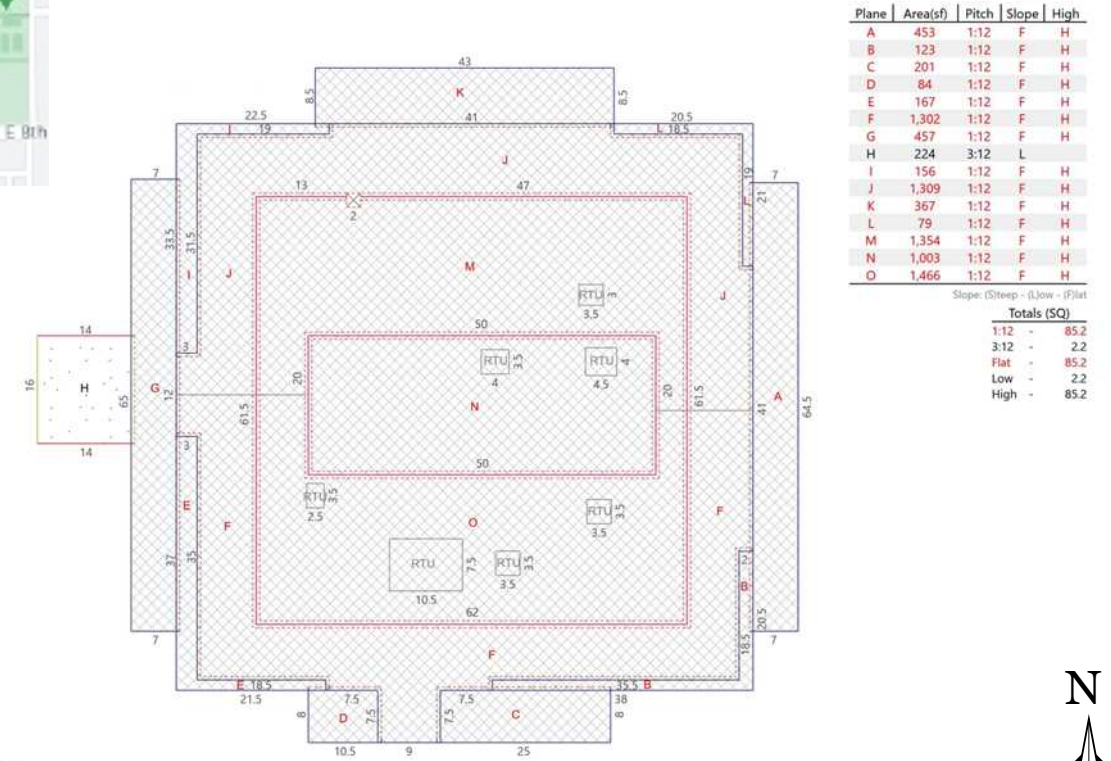 E 8th
Plane Area(sf) Pitch Slope High
A 453 1:12 F H
B 123 1:12 F H
C 201 1:12 F H
D 84 1:12 F H
E 167 1:12 F H
F 1,302 1:12 F H
G 457 1:12 F H
H 224 3:12 L
I 156 1:12 F H
J 1,309 1:12 F H
K 367 1:12 F H
L 79 1:12 F H
M 1,354 1:12 F H
N 1,003 1:12 F H
O 1,466 1:12 F H
Slope: (S)teep - (L)ow - (F)lat
Totals (SQ)
1:12 - 85.2
3:12 - 2.2
Flat - 85.2
Low - 2.2
High - 85.2
43
8.5 K 8.5
22.5 41 20.5
I 19 L 18.5
J
7 19 7
13 47 21
2 L
33.5 31.5
M
I J J
RTU 3
3.5
14 50
3 RTU 3.5 RTU 4
4 4.5
16 H G 12 20 20 A
65 61.5 N 61.5 41 64.5
14
3 50
E RTU 3.5
2.5
F O RTU 3.5 F
3.5
37 35 RTU 7.5 RTU 3.5 2
10.5 3.5 B
62 20.5
7 18.5 7
F
E 18.5 35.5 B
21.5 7.5 7.5 38
8 D 7.5 7.5 C 8
10.5 9 25
N